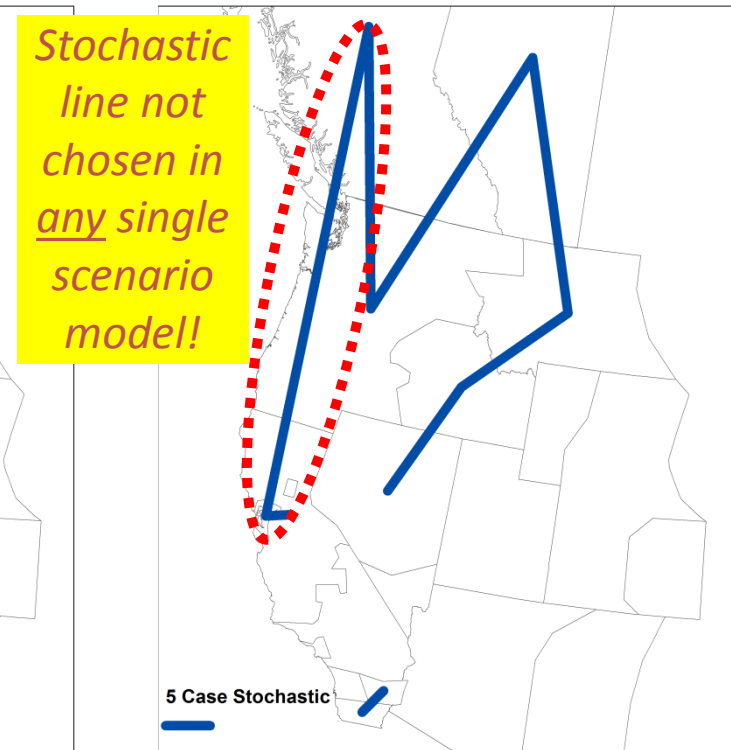 Stochastic
line not
chosen in
any single
scenario
model!
5 Case Stochastic